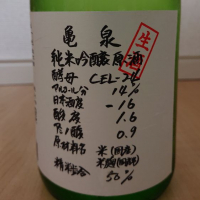 亀泉
生
純米吟醸原酒
酵母 CEL-24
アルコール分 14%
日本酒度 -16
酸度 1.6
アミノ酸 0.9
原材料名 米(国産)
米麹(国産米)
精米歩合 50%